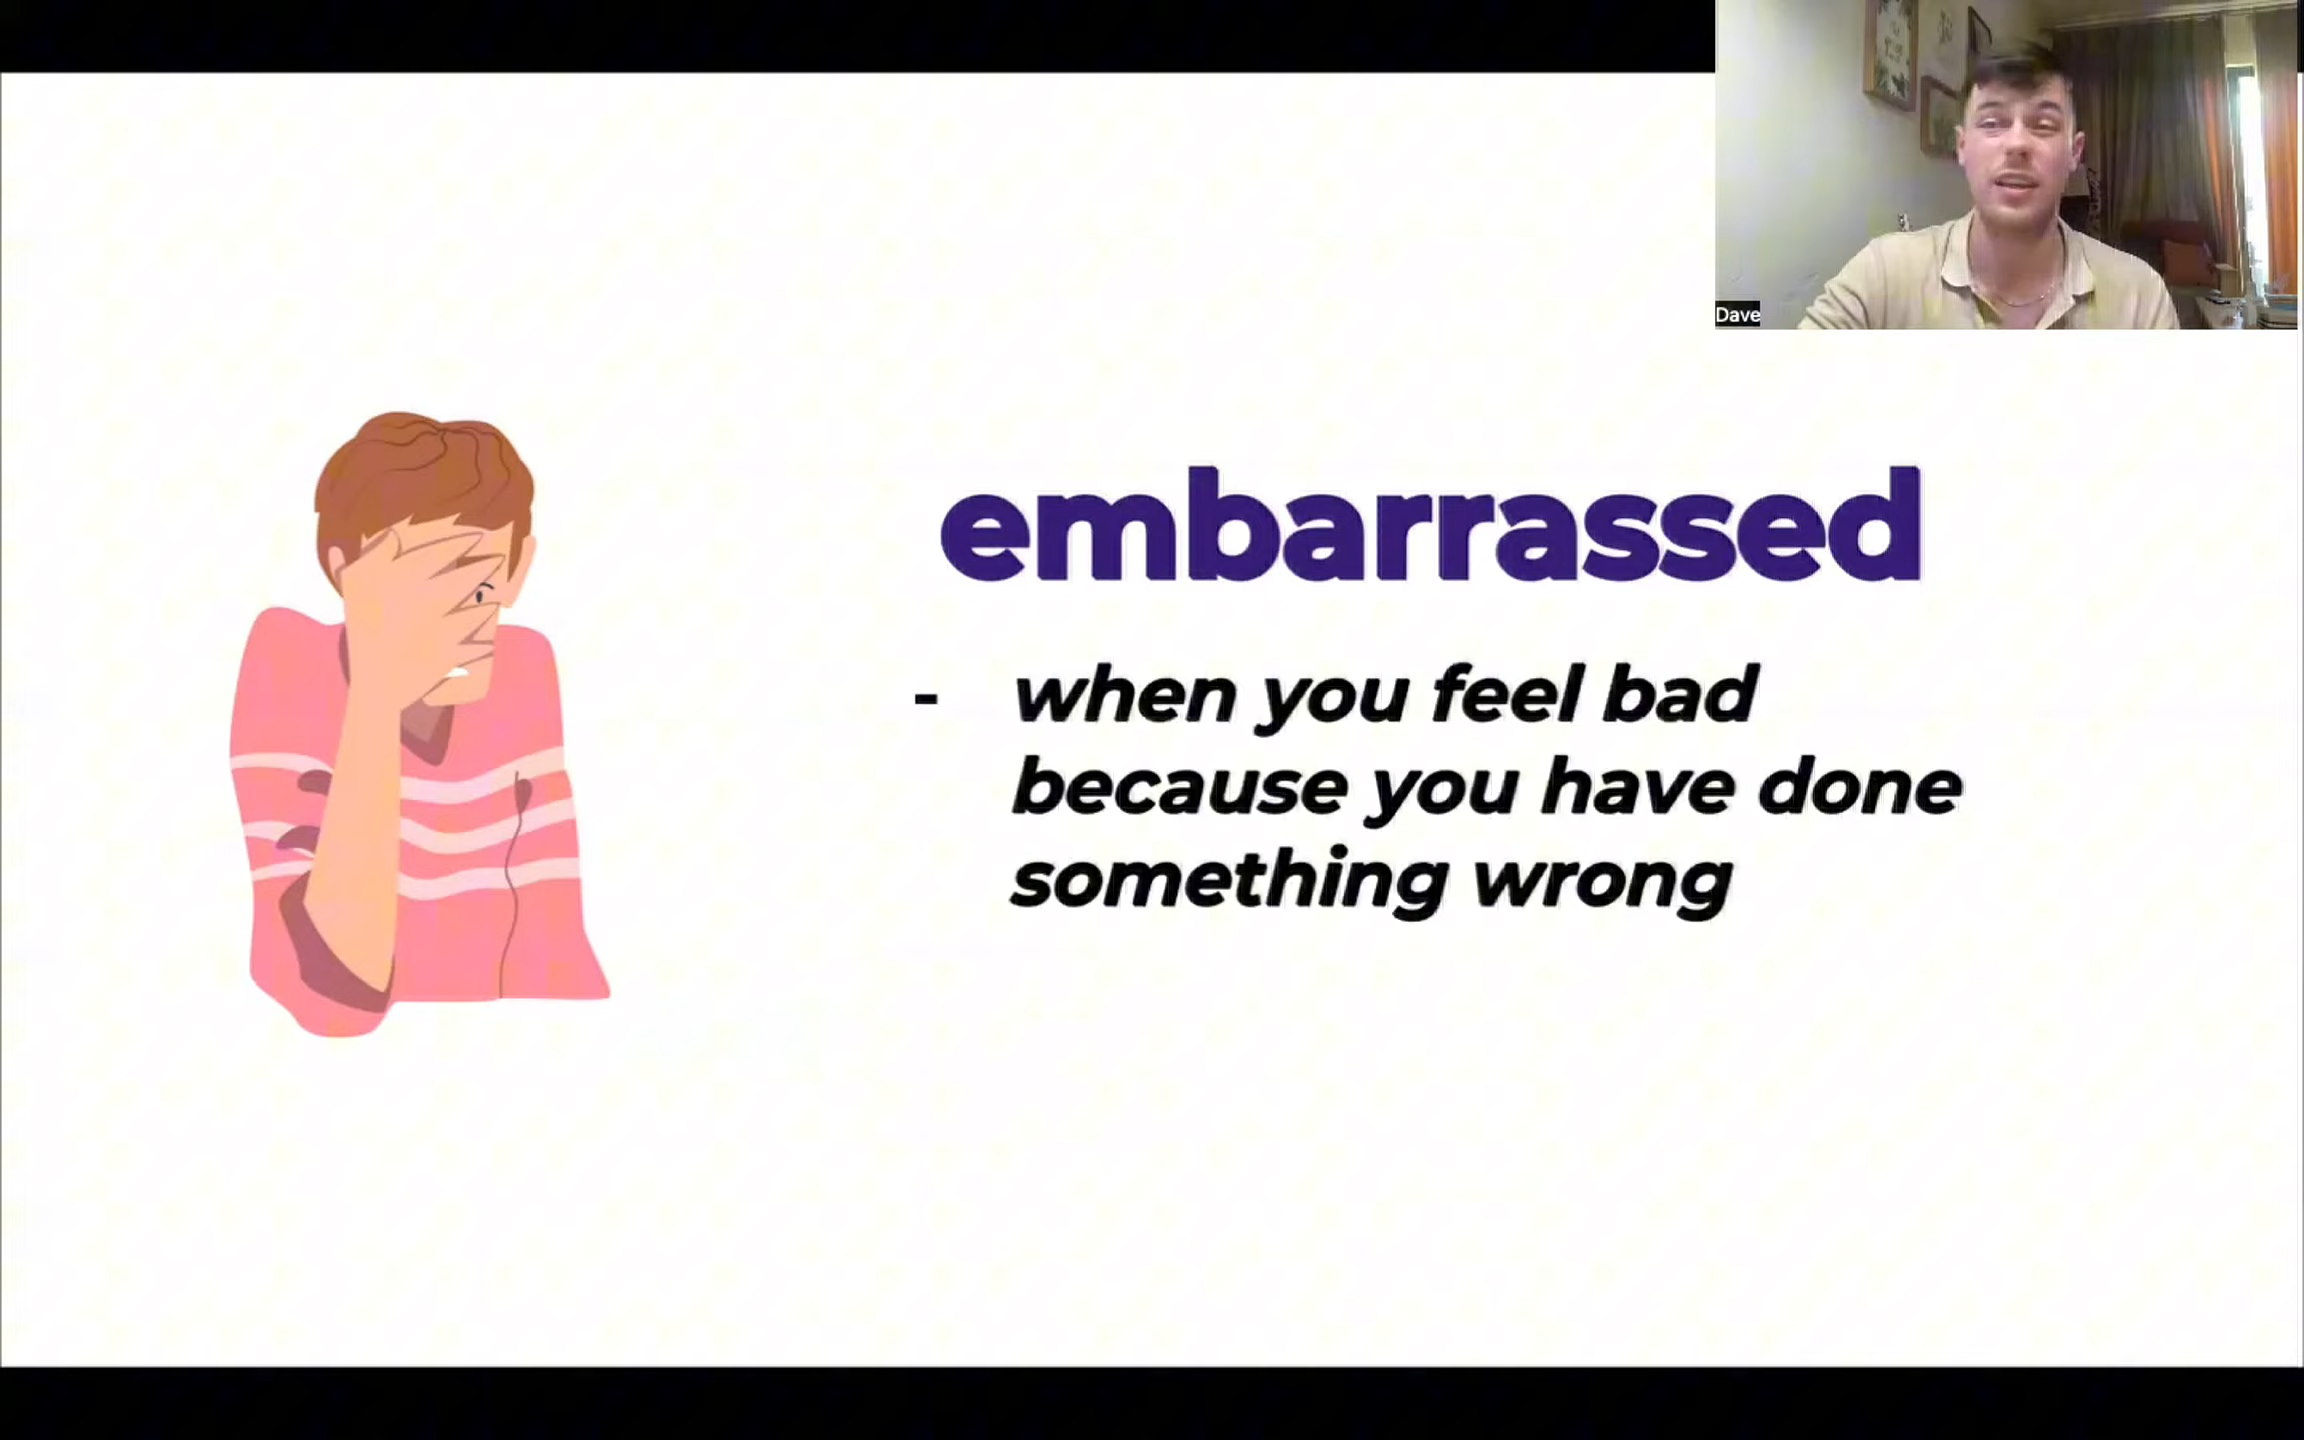 Dave
embarrassed
- when you feel bad
because you have done
something wrong